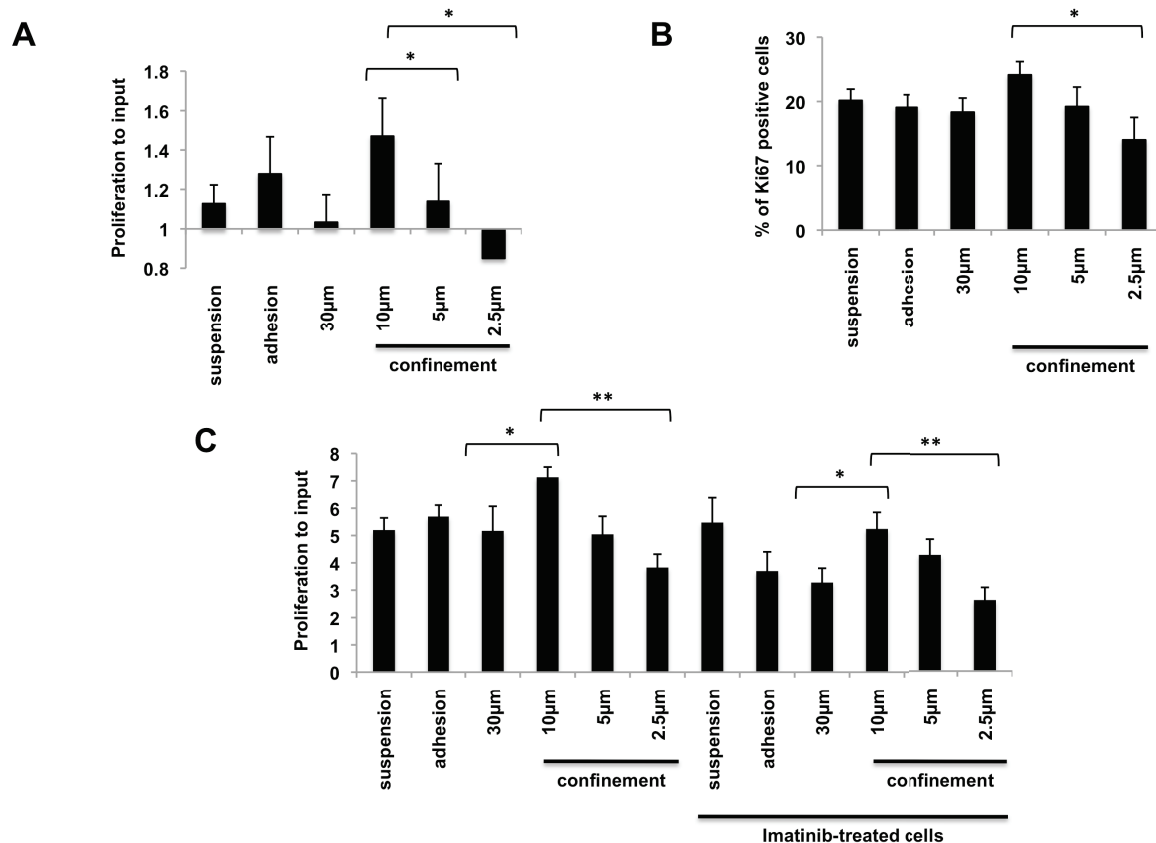 A
*
*
Proliferation to input
1.8
1.6
1.4
1.2
1
0.8
suspension
adhesion
30μm
10μm
5μm
2.5μm
confinement
B
*
% of Ki67 positive cells
30
20
10
0
suspension
adhesion
30μm
10μm
5μm
2.5μm
confinement
C
**
*
**
*
Proliferation to input
8
7
6
5
4
3
2
1
0
suspension
adhesion
30μm
10μm
5μm
2.5μm
suspension
adhesion
30μm
10μm
5μm
2.5μm
confinement
confinement
Imatinib-treated cells